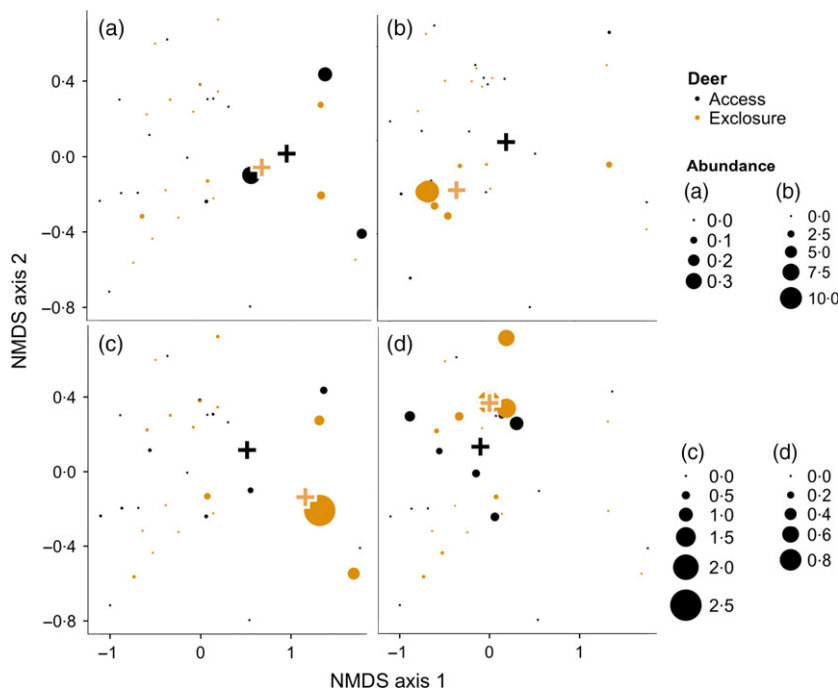 (a)
(b)
0·4
0·0
−0·4
−0·8
NMDS axis 2
(c)
(d)
0·4
0·0
−0·4
−0·8
−1
0
1
−1
0
1
NMDS axis 1
Deer
Access
Exclosure
Abundance
(a)
0·0
0·1
0·2
0·3
(b)
0·0
2·5
5·0
7·5
10·0
(c)
0·0
0·5
1·0
1·5
2·0
2·5
(d)
0·0
0·2
0·4
0·6
0·8